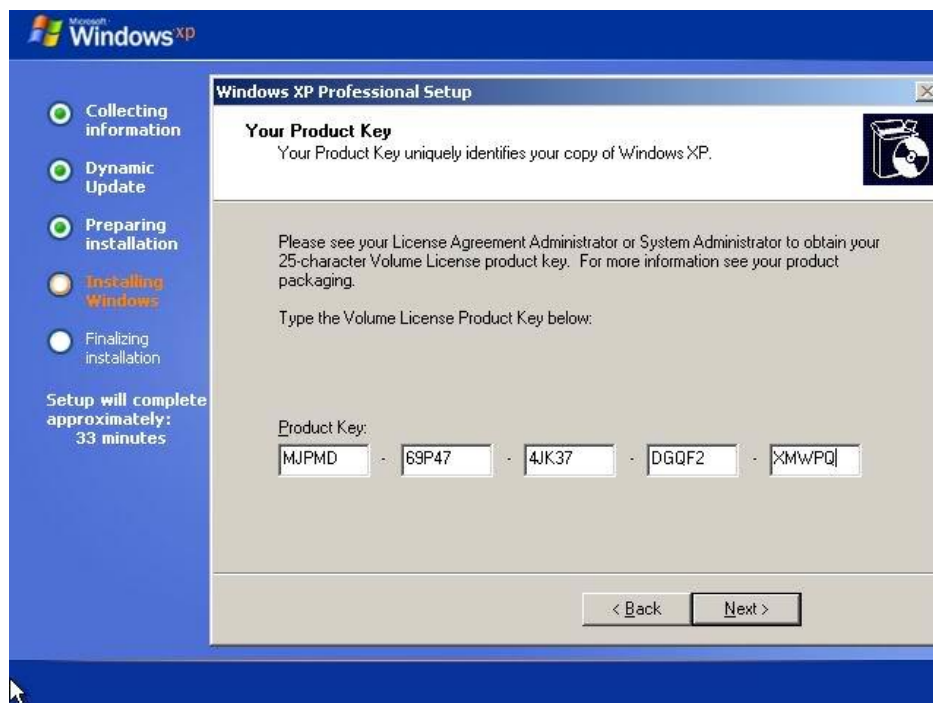 Microsoft
Windows xp
Collecting
information
Dynamic
Update
Preparing
installation
Installing
Windows
Finalizing
installation
Setup will complete
approximately:
33 minutes
Windows XP Professional Setup
Your Product Key
Your Product Key uniquely identifies your copy of Windows XP.
Please see your License Agreement Administrator or System Administrator to obtain your
25-character Volume License product key. For more information see your product
packaging.
Type the Volume License Product Key below:
Product Key:
MJPMD - 69P47 - 4JK37 - DGQF2 - XMWPQ
< Back Next >